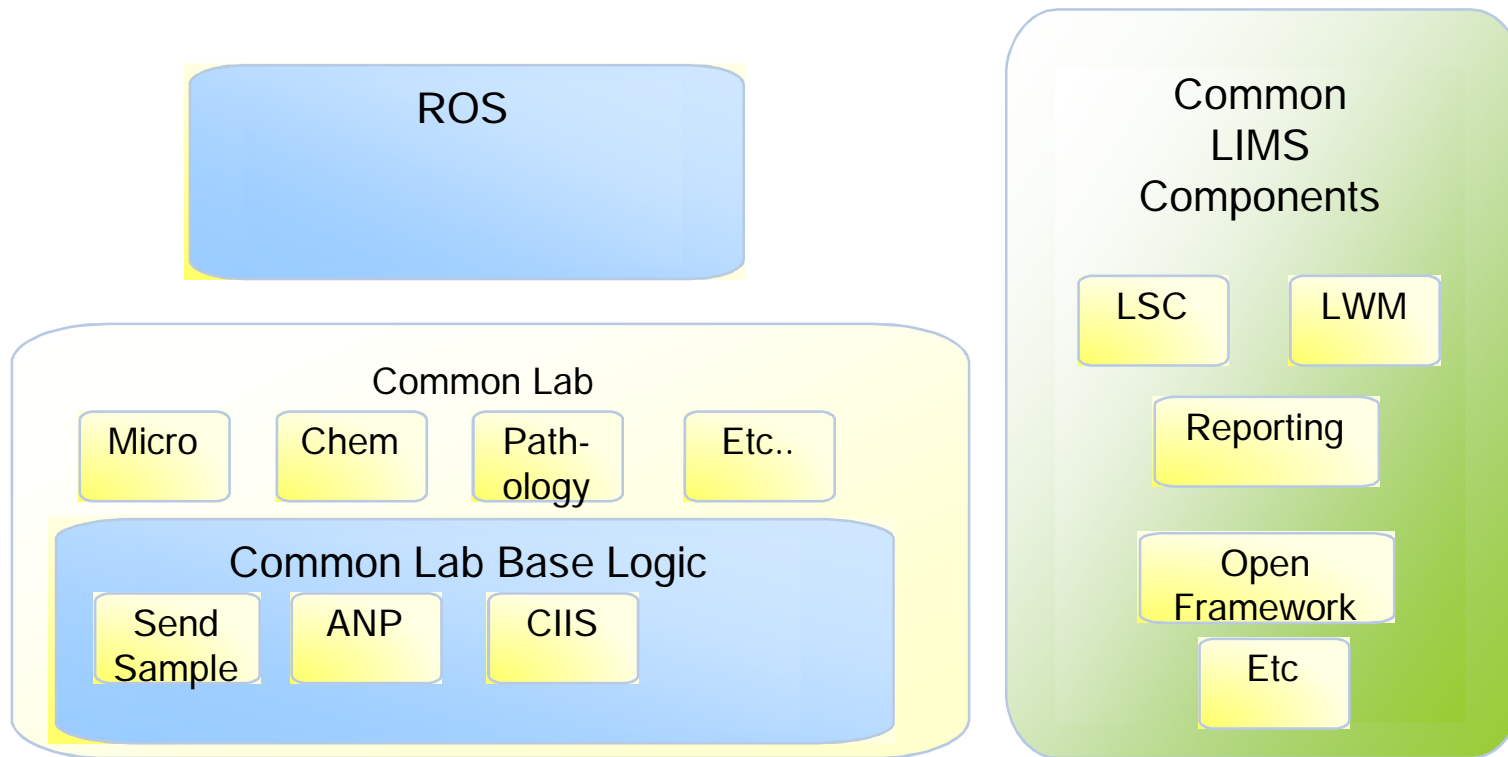 ROS
Common Lab
Micro
Chem
Path-
ology
Etc..
Common Lab Base Logic
Send
Sample
ANP
CIIS
Common
LIMS
Components
LSC
LWM
Reporting
Open
Framework
Etc